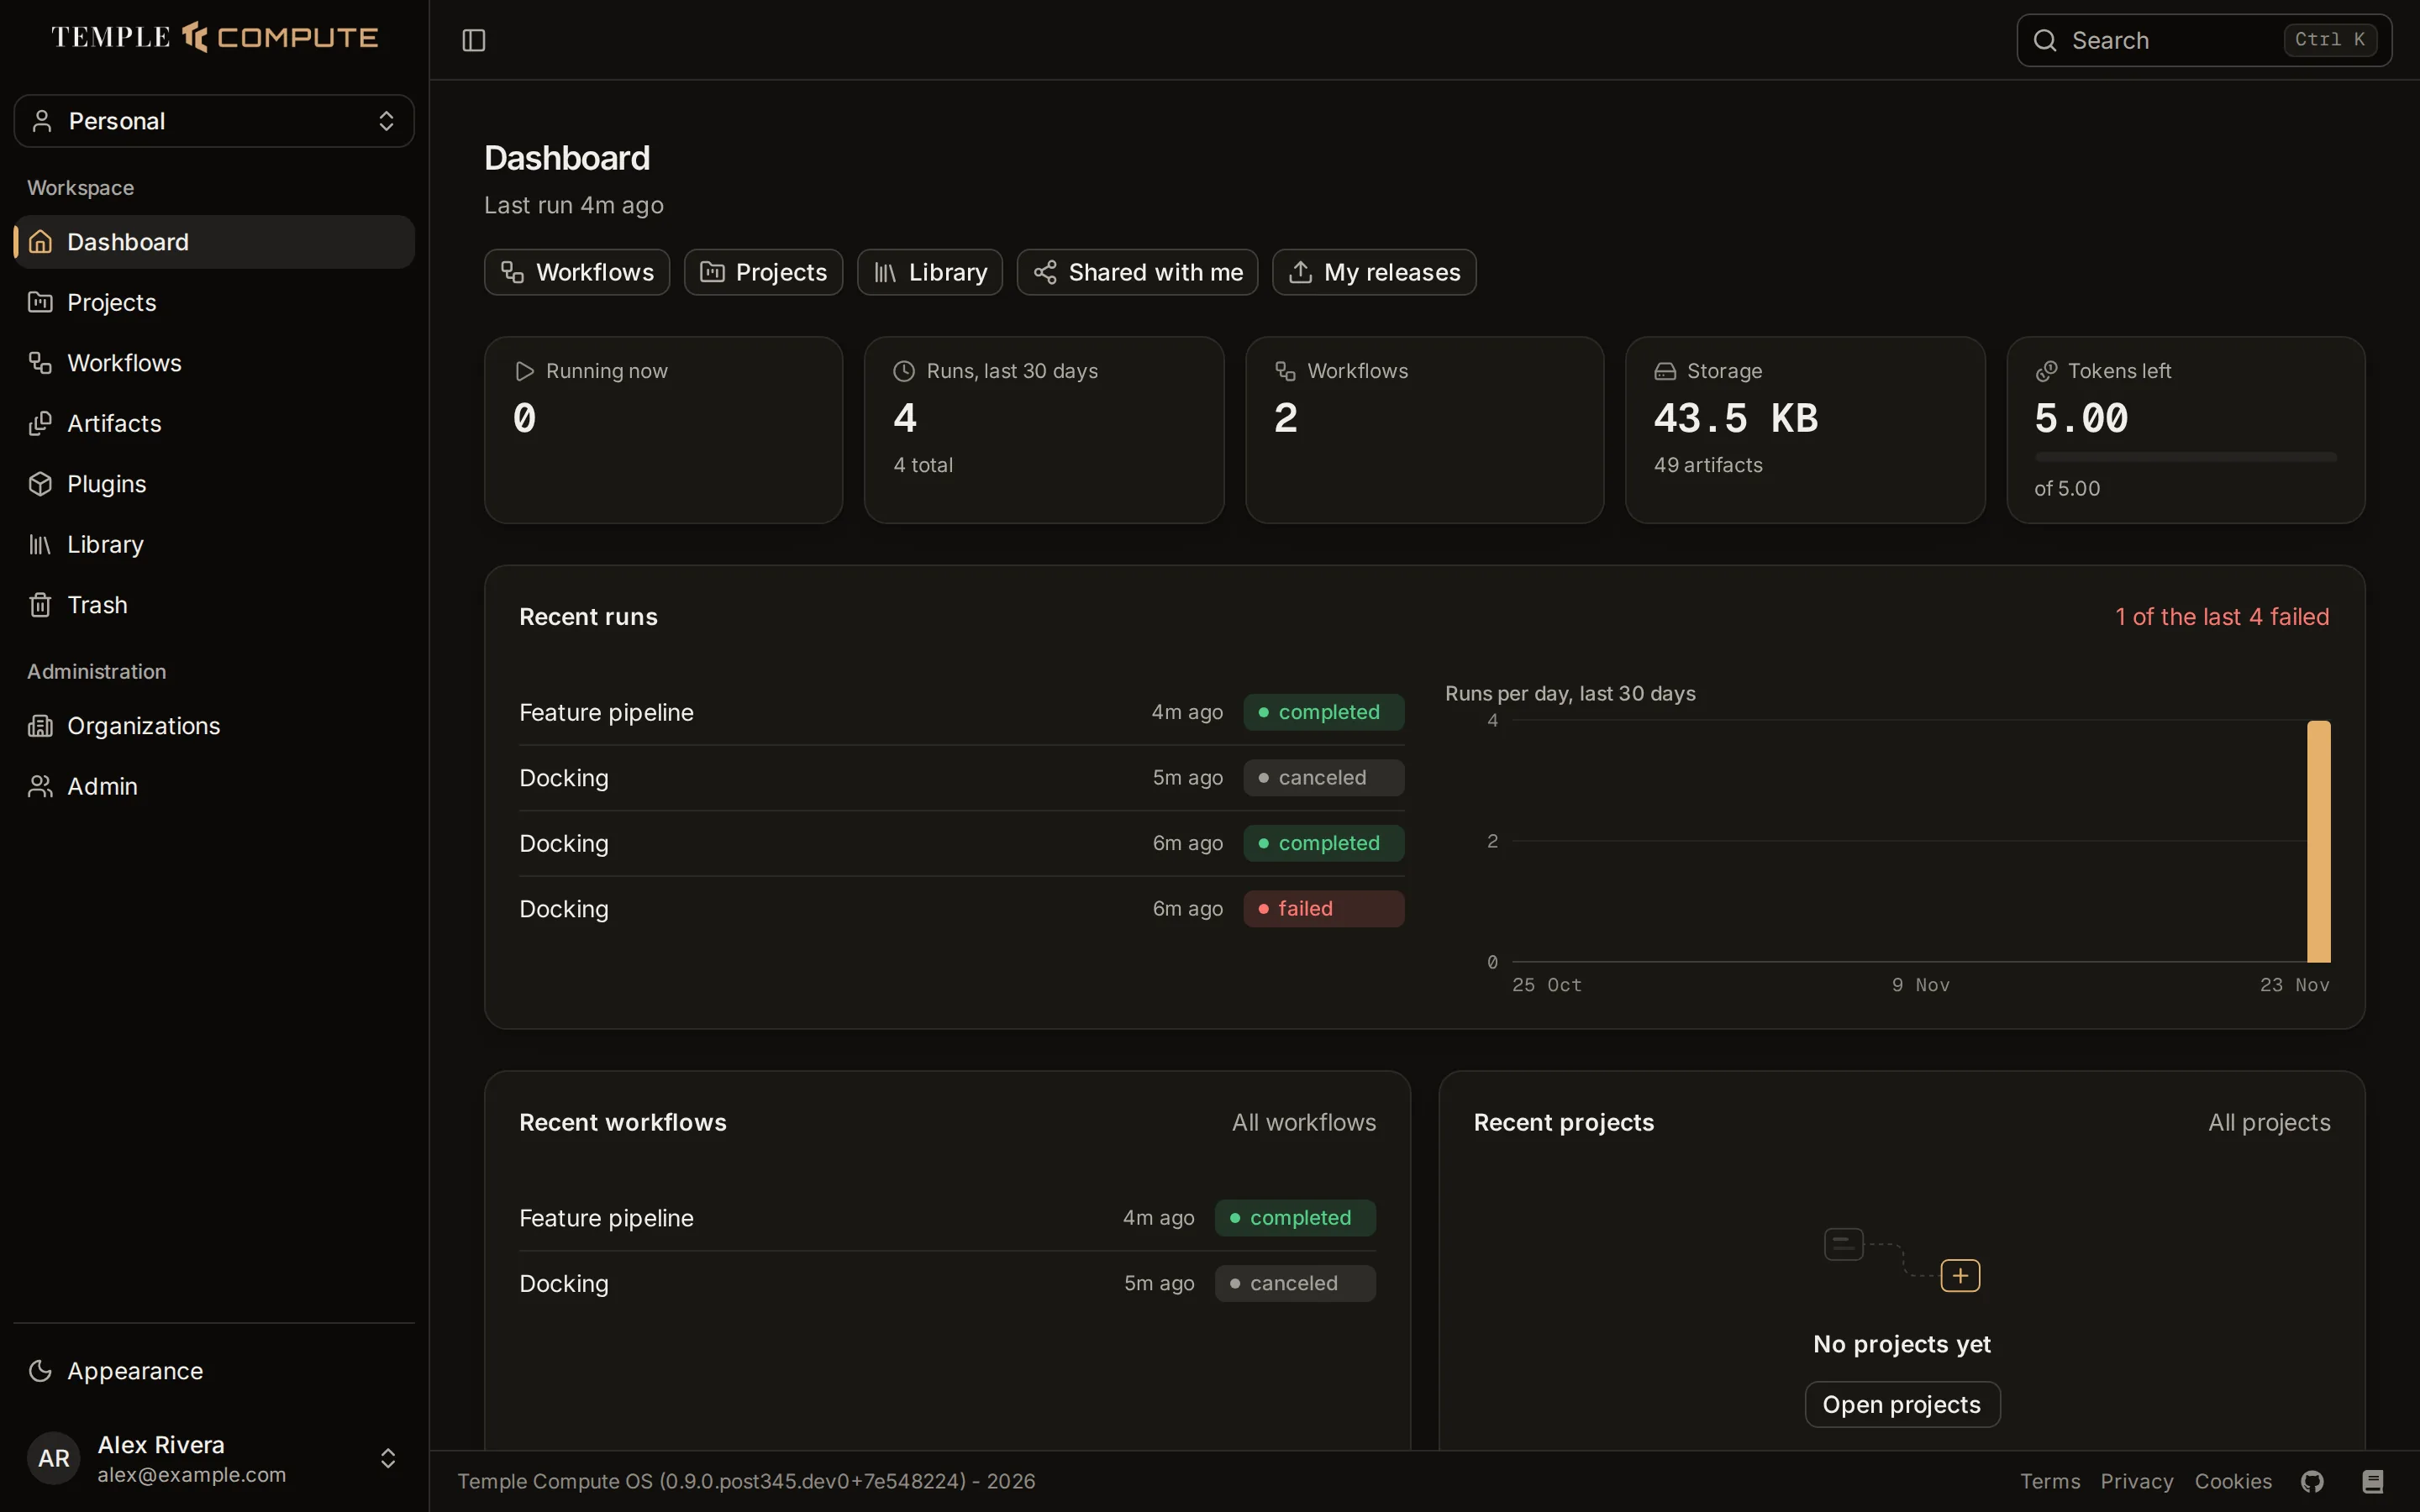 TEMPLE COMPUTE
Search Ctrl K
Personal
Workspace
Dashboard
Projects
Workflows
Artifacts
Plugins
Library
Trash
Administration
Organizations
Admin
Appearance
AR
Alex Rivera
alex@example.com
Dashboard
Last run 4m ago
Workflows Projects Library Shared with me My releases
Running now
0
Runs, last 30 days
4
4 total
Workflows
2
Storage
43.5 KB
49 artifacts
Tokens left
5.00
of 5.00
Recent runs
1 of the last 4 failed
Feature pipeline 4m ago completed
Docking 5m ago canceled
Docking 6m ago completed
Docking 6m ago failed
Runs per day, last 30 days
4
2
0
25 Oct 9 Nov 23 Nov
Recent workflows All workflows
Feature pipeline 4m ago completed
Docking 5m ago canceled
Recent projects All projects
No projects yet
Open projects
Temple Compute OS (0.9.0.post345.dev0+7e548224) - 2026
Terms Privacy Cookies